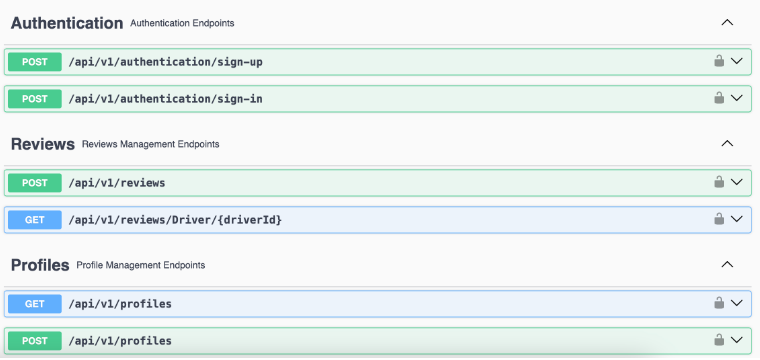 Authentication Authentication Endpoints
POST /api/v1/authentication/sign-up
POST /api/v1/authentication/sign-in
Reviews Reviews Management Endpoints
POST /api/v1/reviews
GET /api/v1/reviews/Driver/{driverId}
Profiles Profile Management Endpoints
GET /api/v1/profiles
POST /api/v1/profiles